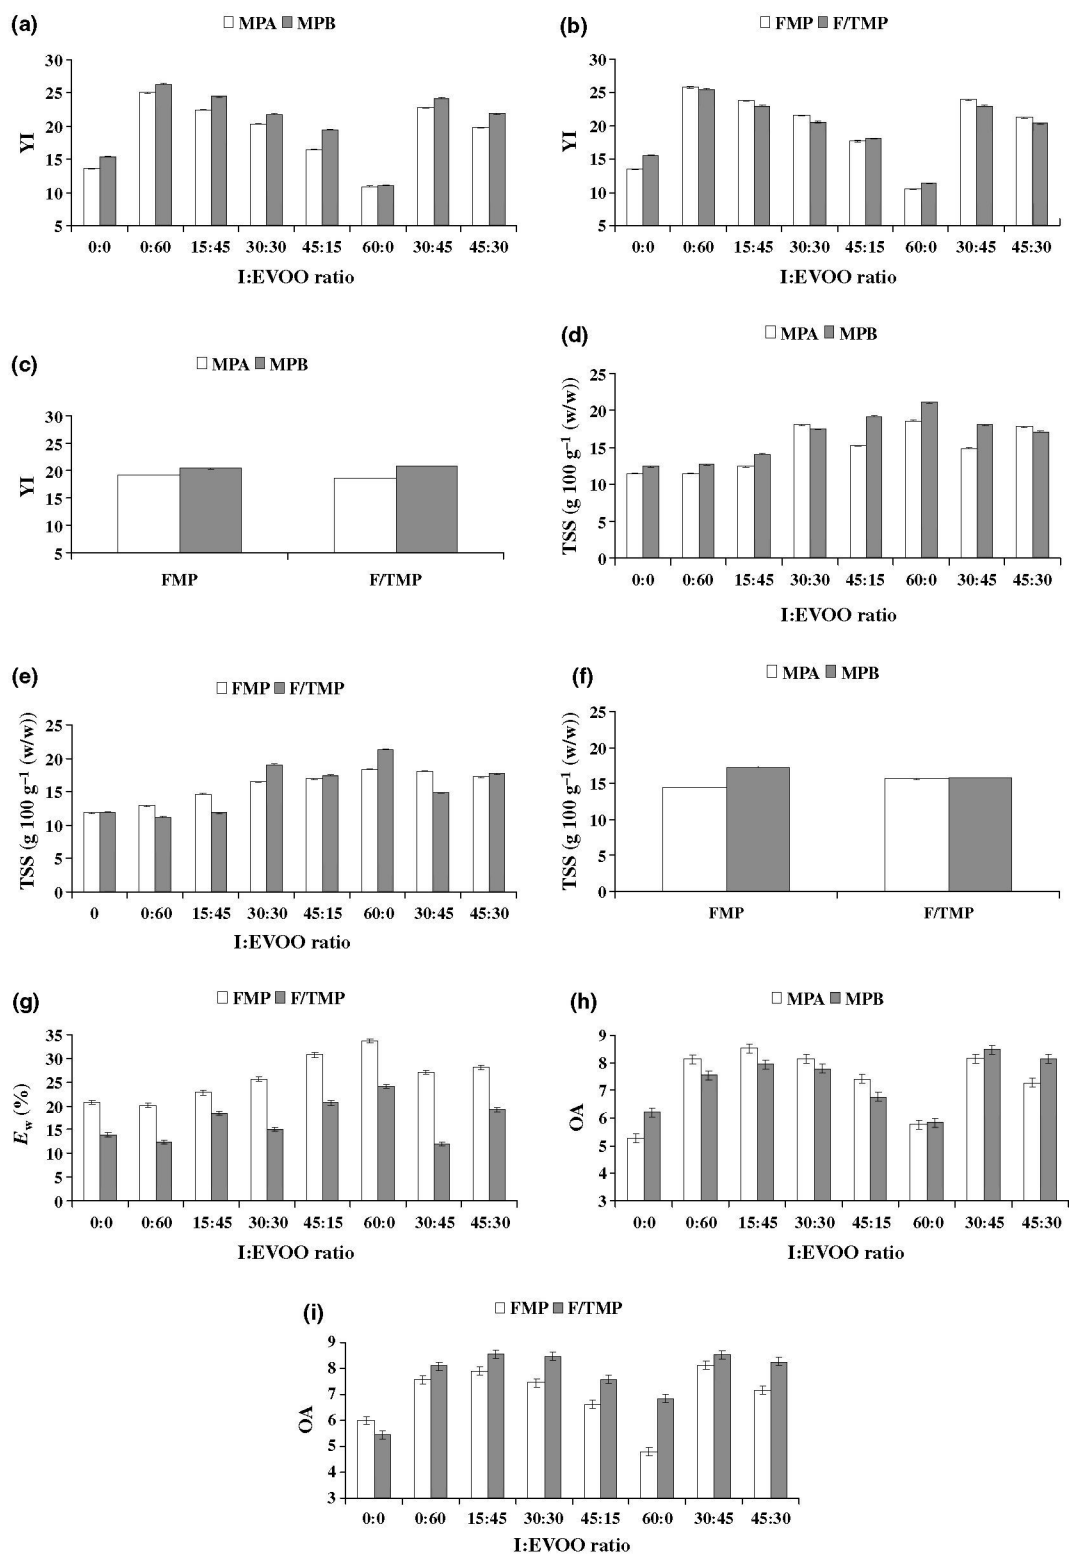 (a)
MPA MPB
30
25
20
15
10
5
YI
0:0 0:60 15:45 30:30 45:15 60:0 30:45 45:30
I:EVOO ratio
(b)
FMP F/TMP
30
25
20
15
10
5
YI
0:0 0:60 15:45 30:30 45:15 60:0 30:45 45:30
I:EVOO ratio
(c)
MPA MPB
30
25
20
15
10
5
YI
FMP F/TMP
(d)
MPA MPB
25
20
15
10
5
0
TSS (g 100 g⁻¹ (w/w))
0:0 0:60 15:45 30:30 45:15 60:0 30:45 45:30
I:EVOO ratio
(e)
FMP F/TMP
25
20
15
10
5
0
TSS (g 100 g⁻¹ (w/w))
0 0:60 15:45 30:30 45:15 60:0 30:45 45:30
I:EVOO ratio
(f)
MPA MPB
25
20
15
10
5
0
TSS (g 100 g⁻¹ (w/w))
FMP F/TMP
(g)
FMP F/TMP
35
30
25
20
15
10
5
0
Ew (%)
0:0 0:60 15:45 30:30 45:15 60:0 30:45 45:30
I:EVOO ratio
(h)
MPA MPB
9
8
7
6
5
4
3
OA
0:0 0:60 15:45 30:30 45:15 60:0 30:45 45:30
I:EVOO ratio
(i)
FMP F/TMP
9
8
7
6
5
4
3
OA
0:0 0:60 15:45 30:30 45:15 60:0 30:45 45:30
I:EVOO ratio